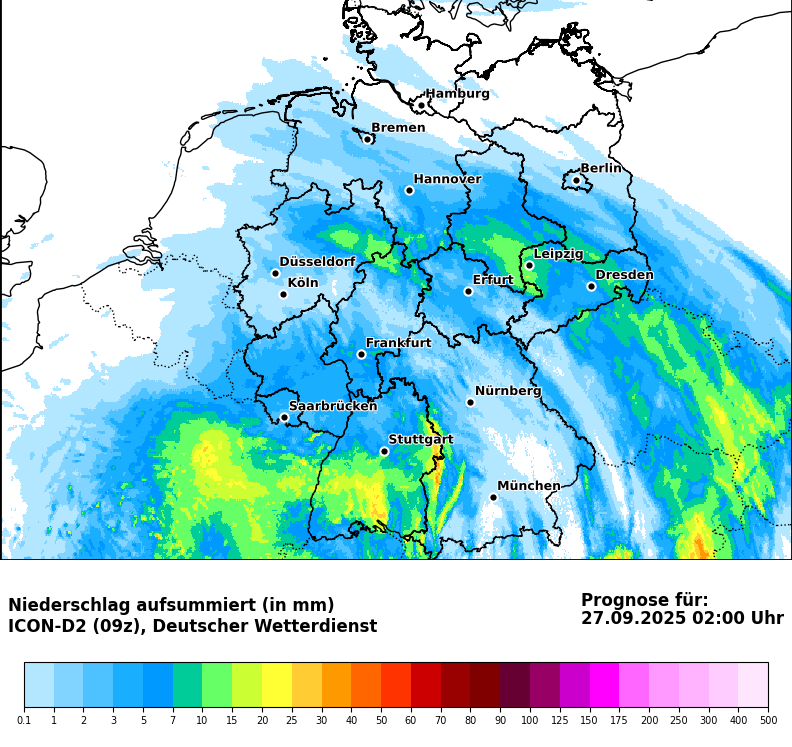 Hamburg
Bremen
Hannover
Berlin
Düsseldorf
Köln
Leipzig
Erfurt
Dresden
Frankfurt
Saarbrücken
Nürnberg
Stuttgart
München
Niederschlag aufsummiert (in mm)
ICON-D2 (09z), Deutscher Wetterdienst
Prognose für:
27.09.2025 02:00 Uhr
0.1 1 2 3 5 7 10 15 20 25 30 40 50 60 70 80 90 100 125 150 175 200 250 300 400 500